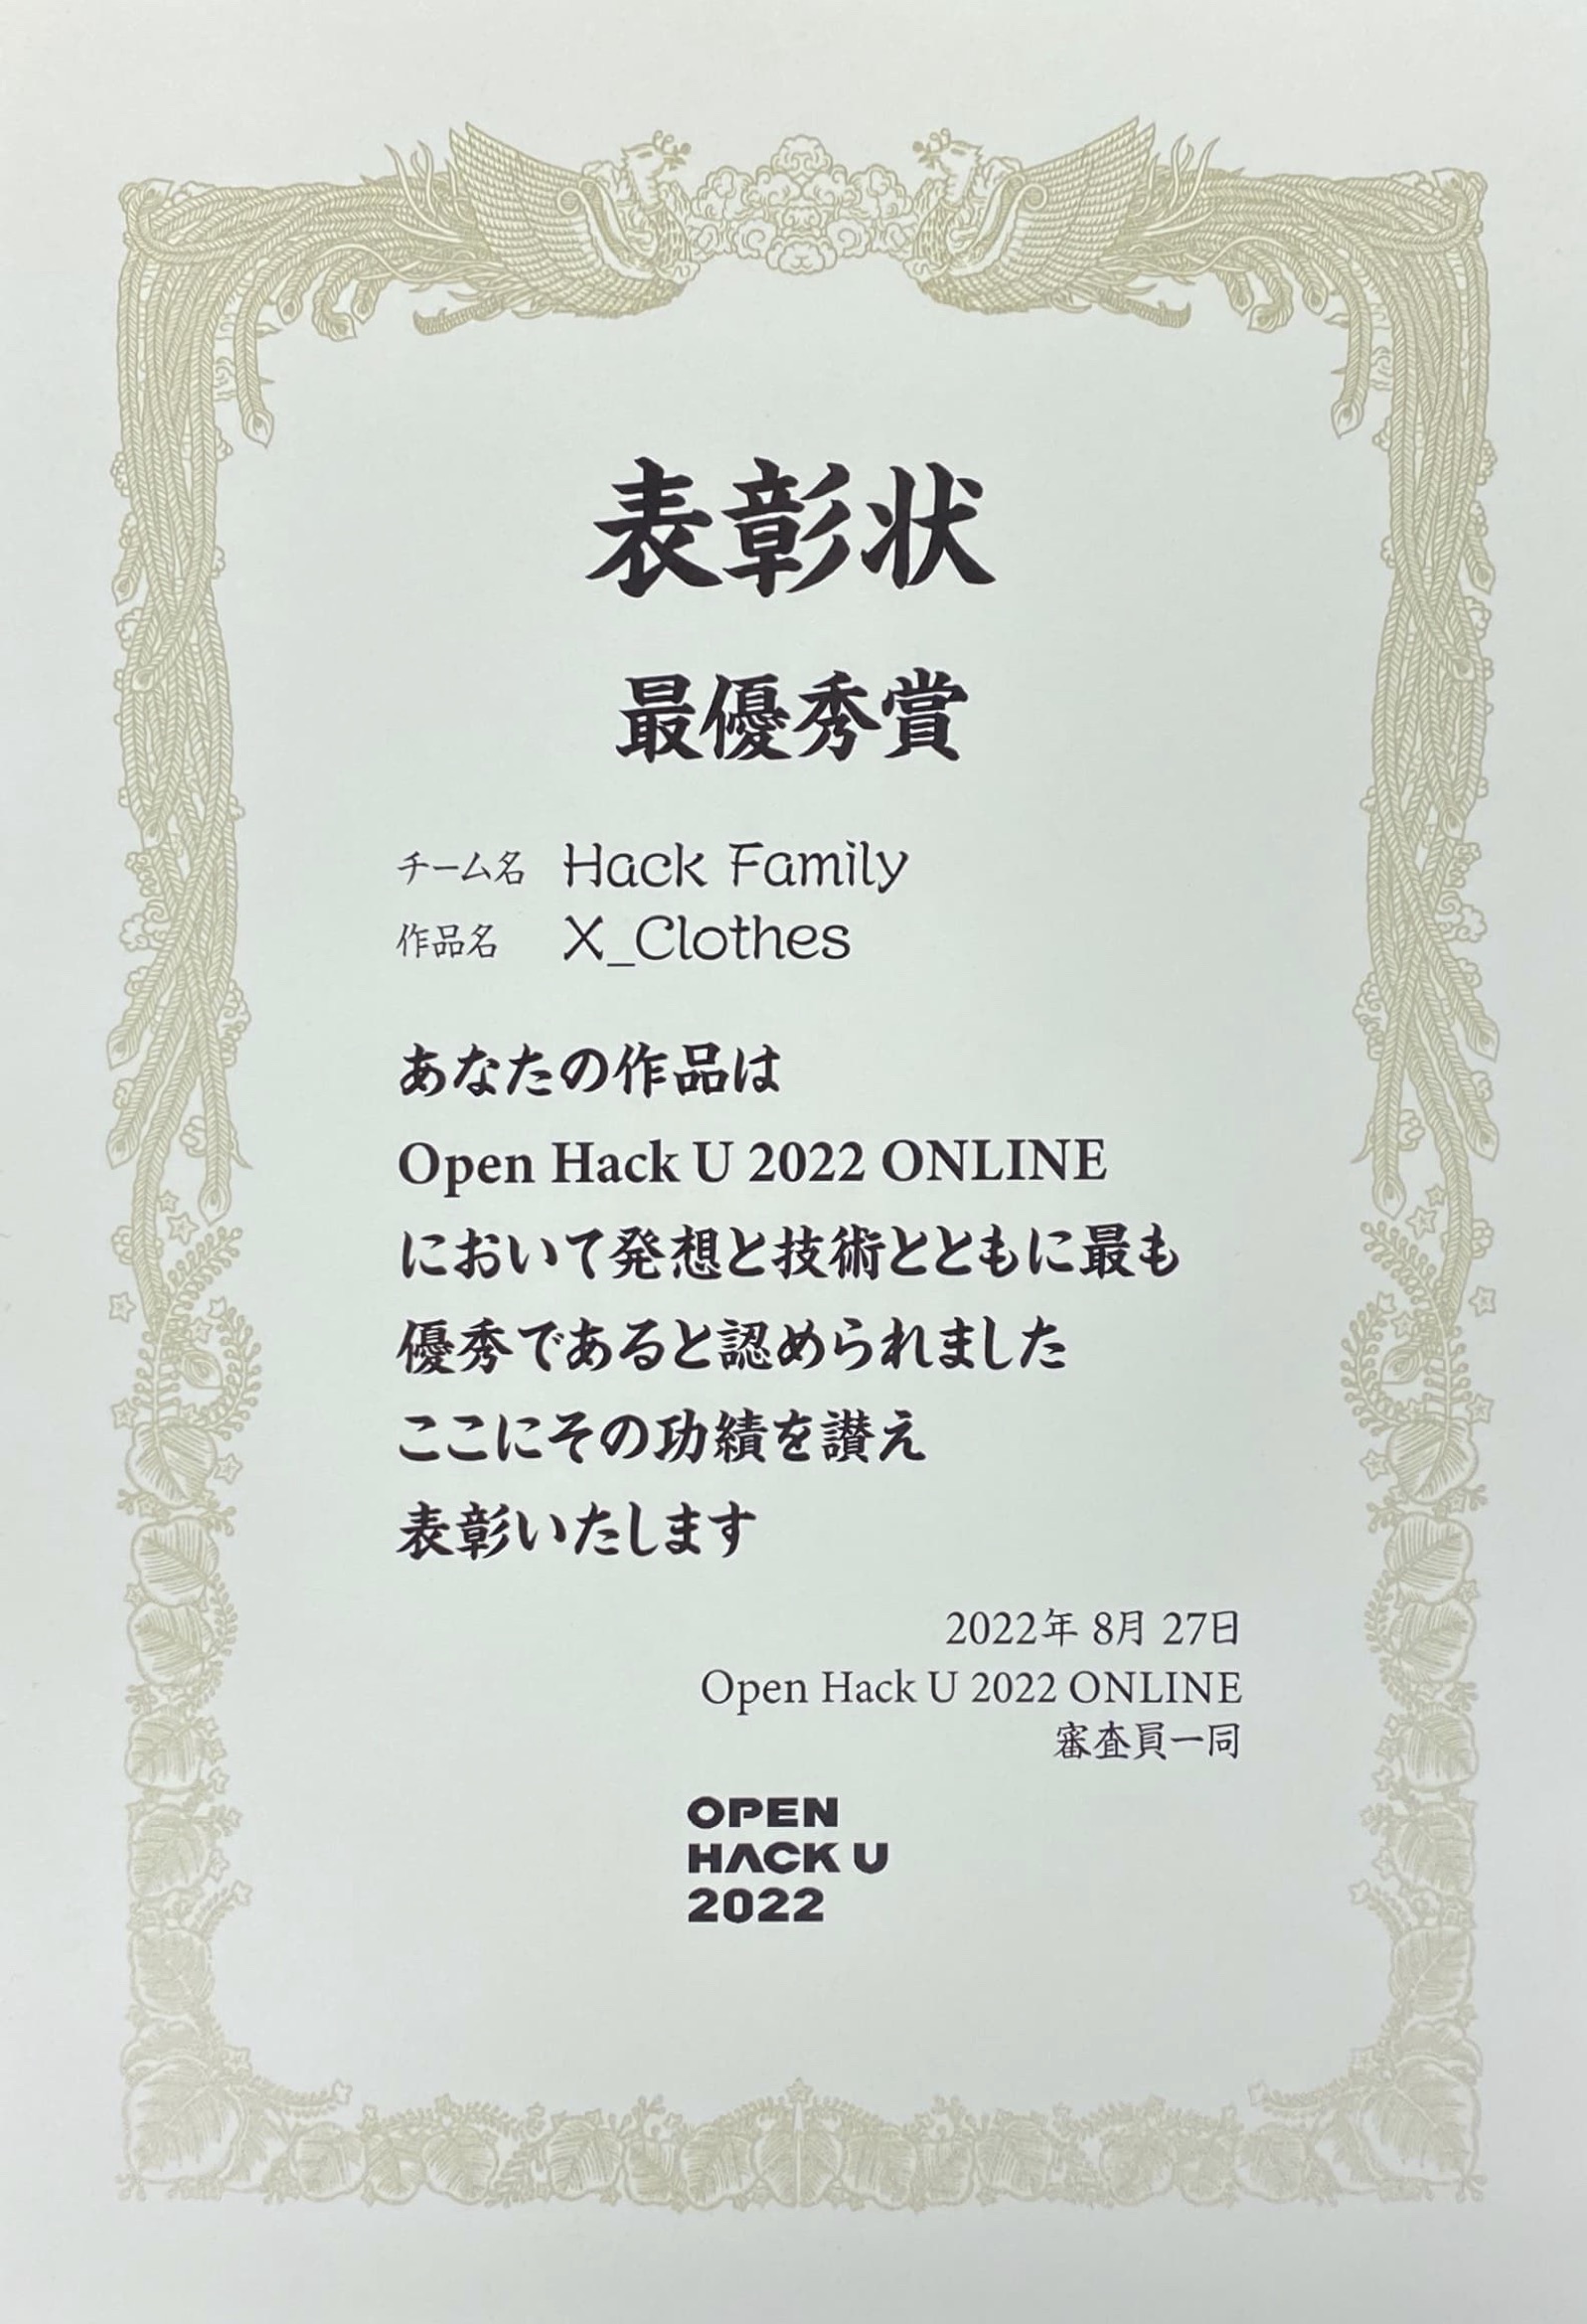 表彰状
最優秀賞
チーム名 Hack Family
作品名 X_Clothes
あなたの作品は
Open Hack U 2022 ONLINE
において発想と技術とともに最も
優秀であると認められました
ここにその功績を讃え
表彰いたします
2022年 8月 27日
Open Hack U 2022 ONLINE
審査員一同
OPEN
HACK U
2022